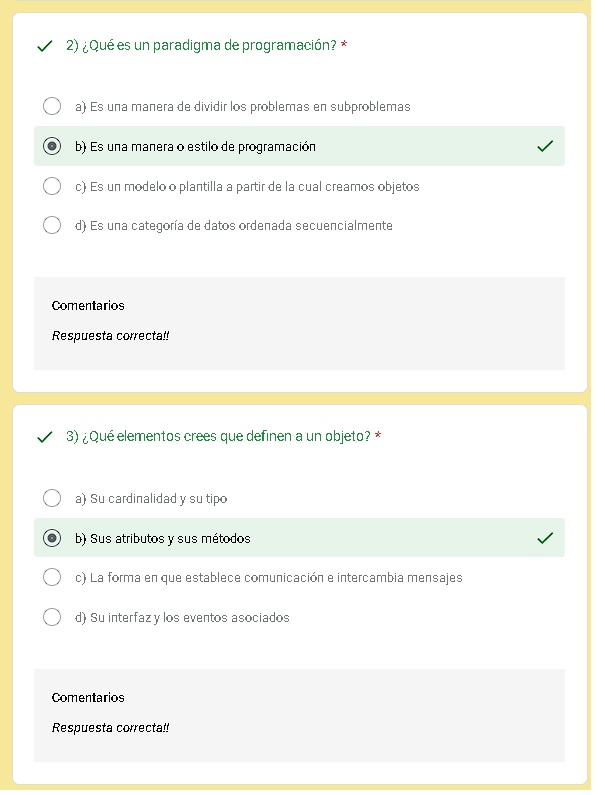 2) ¿Qué es un paradigma de programación? *
a) Es una manera de dividir los problemas en subproblemas
b) Es una manera o estilo de programación
c) Es un modelo o plantilla a partir de la cual creamos objetos
d) Es una categoría de datos ordenada secuencialmente
Comentarios
Respuesta correcta!!
3) ¿Qué elementos crees que definen a un objeto? *
a) Su cardinalidad y su tipo
b) Sus atributos y sus métodos
c) La forma en que establece comunicación e intercambia mensajes
d) Su interfaz y los eventos asociados
Comentarios
Respuesta correcta!!